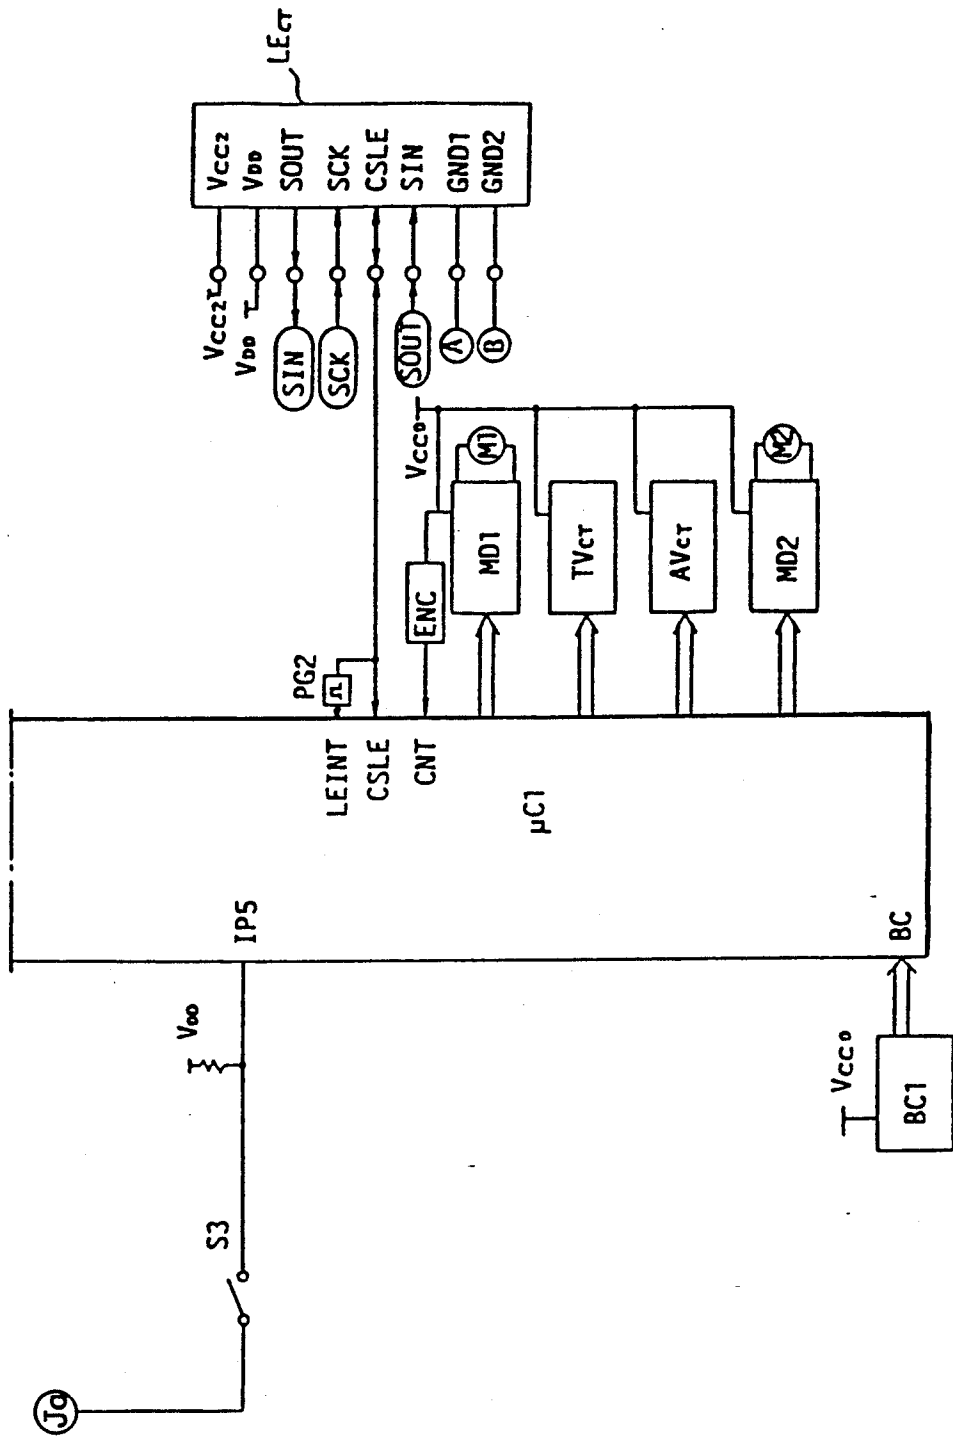 LECT
VCC2
VDD
SOUT
SCK
CSLE
SIN
GND1
GND2
VCC2
VDD
SIN
SCK
SOUT
A
B
VCC0
M1
M2
MD1
TVCT
AVCT
MD2
ENC
PG2
LEINT
CSLE
CNT
µC1
IP5
BC
VDD
VCC0
BC1
S3
Ja